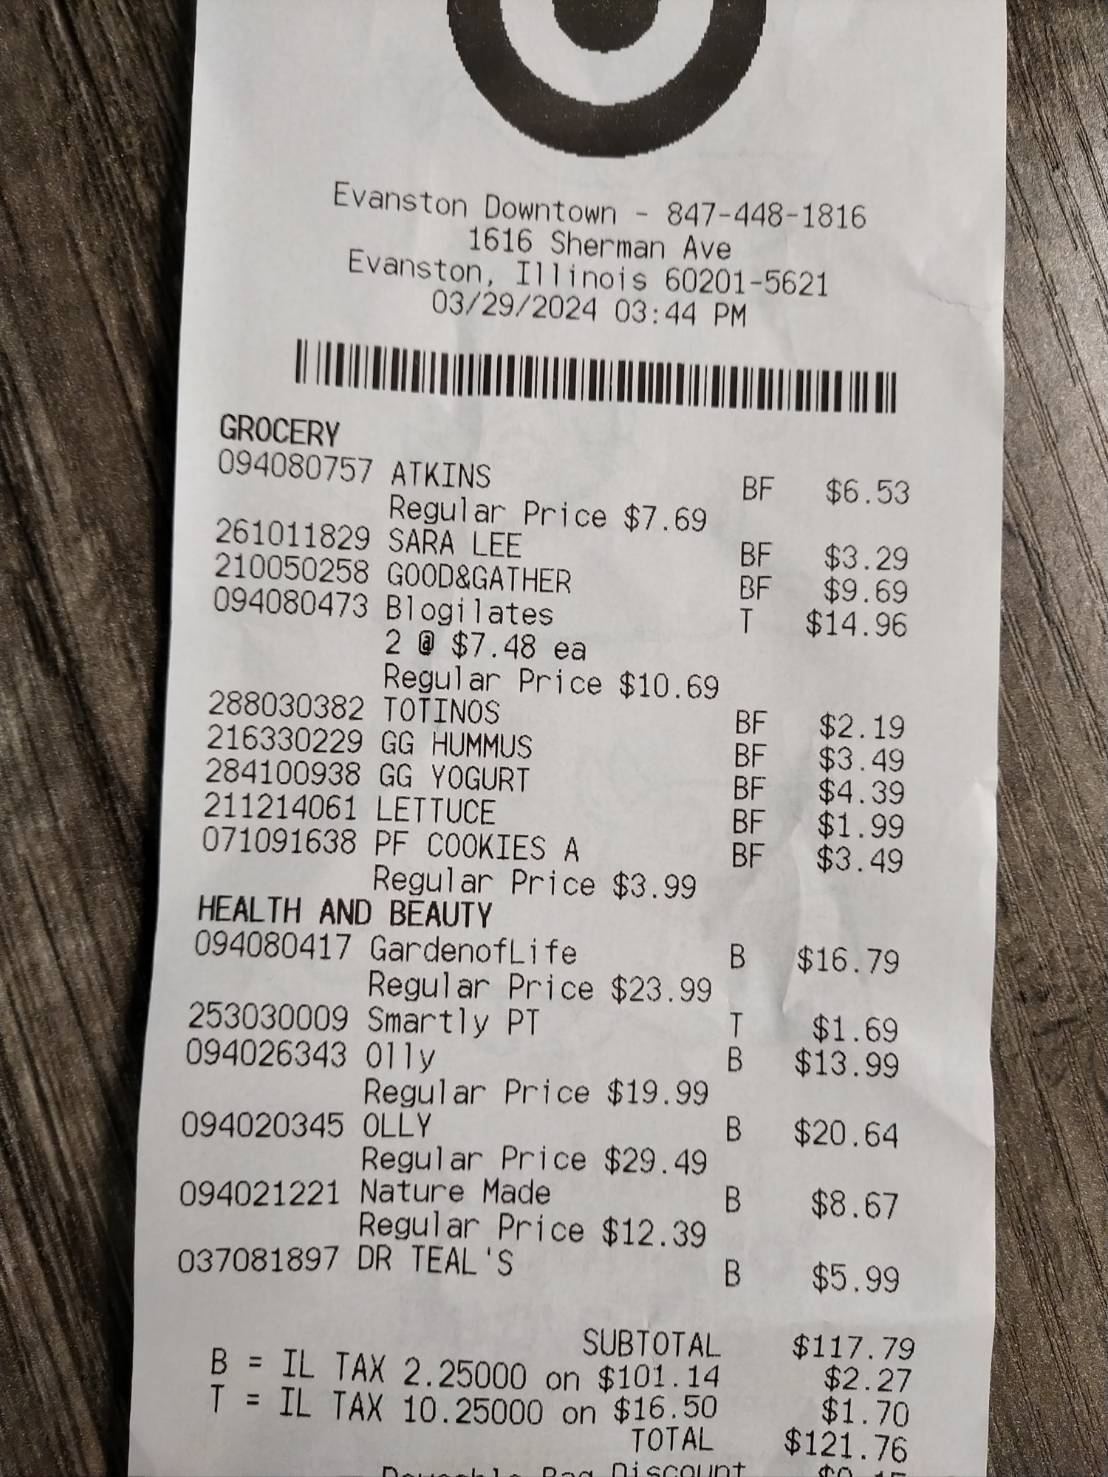 Evanston Downtown - 847-448-1816
1616 Sherman Ave
Evanston, Illinois 60201-5621
03/29/2024 03:44 PM
GROCERY
094080757 ATKINS BF $6.53
Regular Price $7.69
261011829 SARA LEE BF $3.29
210050258 GOOD&GATHER BF $9.69
094080473 Blogilates T $14.96
2 @ $7.48 ea
Regular Price $10.69
288030382 TOTINOS BF $2.19
216330229 GG HUMMUS BF $3.49
284100938 GG YOGURT BF $4.39
211214061 LETTUCE BF $1.99
071091638 PF COOKIES A BF $3.49
Regular Price $3.99
HEALTH AND BEAUTY
094080417 GardenofLife B $16.79
Regular Price $23.99
253030009 Smartly PT T $1.69
094026343 Olly B $13.99
Regular Price $19.99
094020345 OLLY B $20.64
Regular Price $29.49
094021221 Nature Made B $8.67
Regular Price $12.39
037081897 DR TEAL'S B $5.99
SUBTOTAL $117.79
B = IL TAX 2.25000 on $101.14 $2.27
T = IL TAX 10.25000 on $16.50 $1.70
TOTAL $121.76
Bag Discount